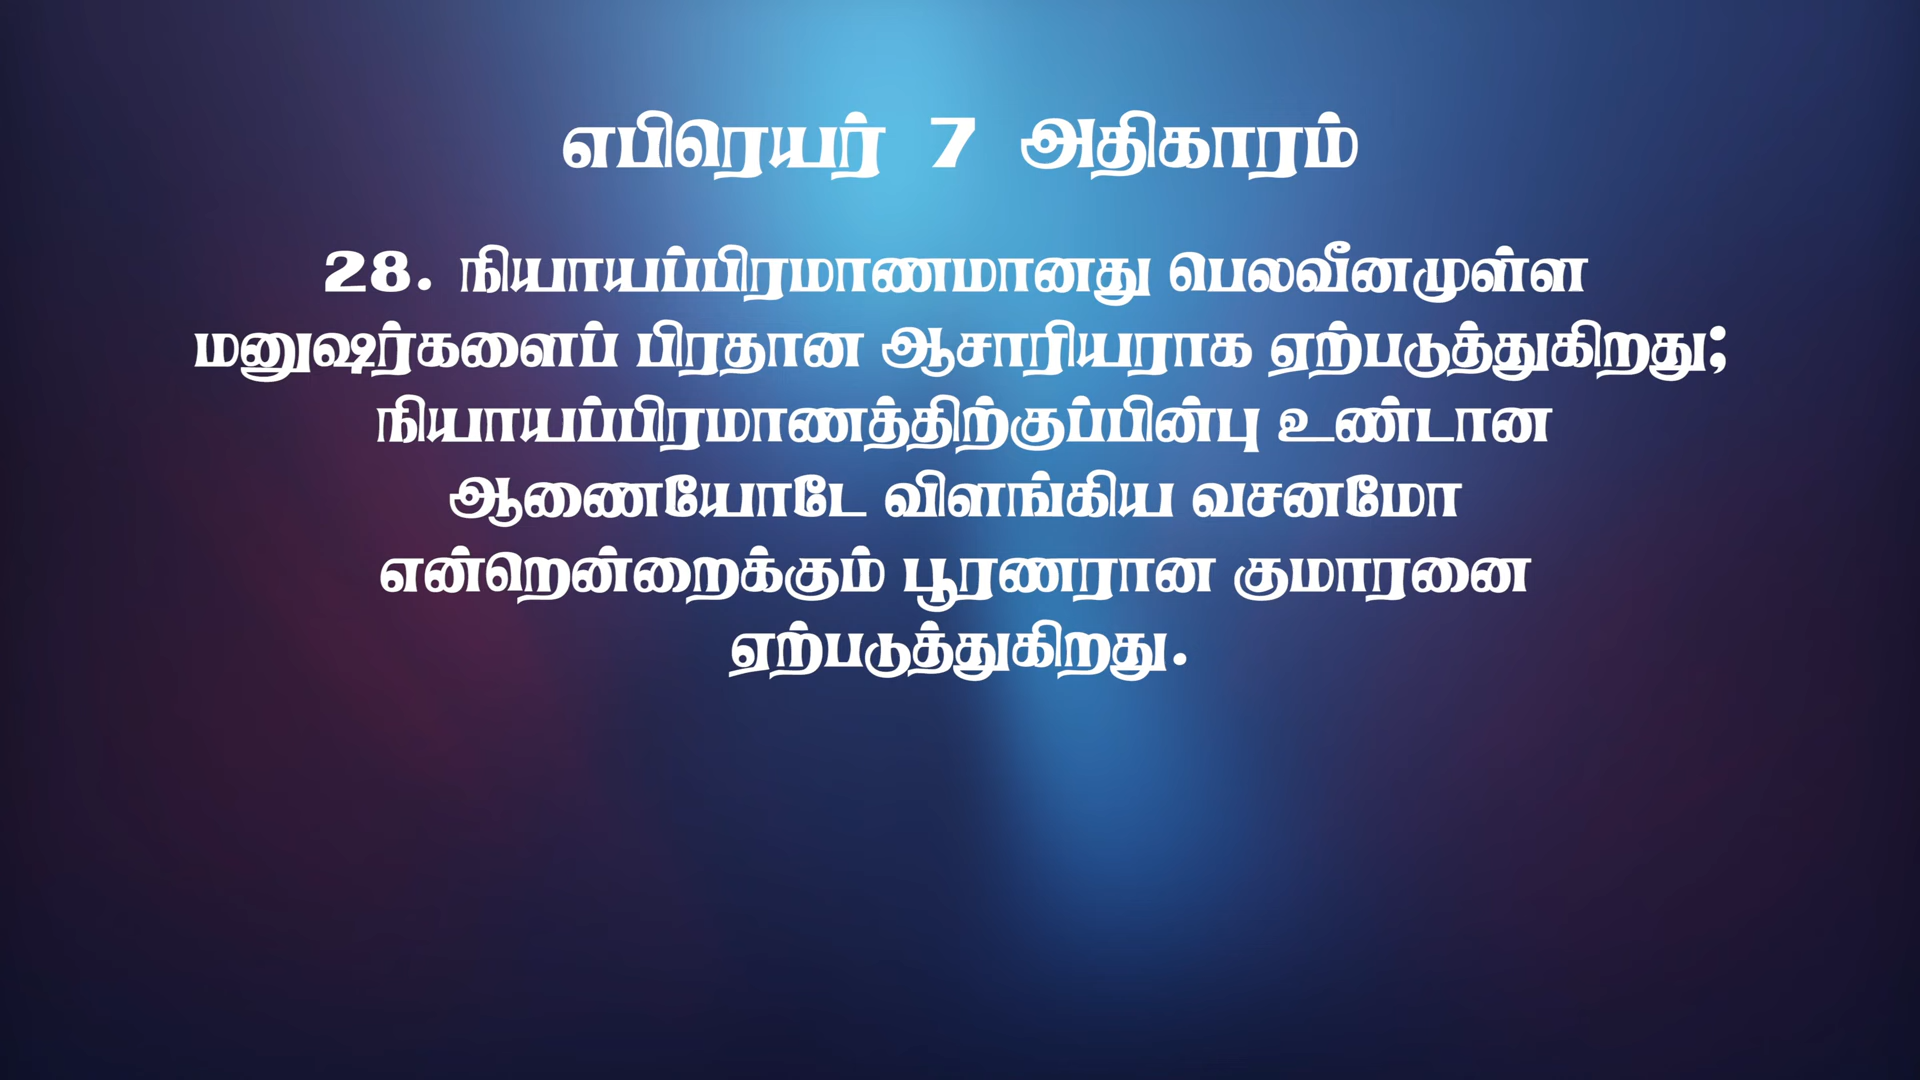 எபிரெயர் 7 அதிகாரம்
28. நியாயப்பிரமாணமானது பெலவீனமுள்ள
மனுஷர்களைப் பிரதான ஆசாரியராக ஏற்படுத்துகிறது;
நியாயப்பிரமாணத்திற்குப்பின்பு உண்டான
ஆணையோடே விளங்கிய வசனமோ
என்றென்றைக்கும் பூரணரான குமாரனை
ஏற்படுத்துகிறது.